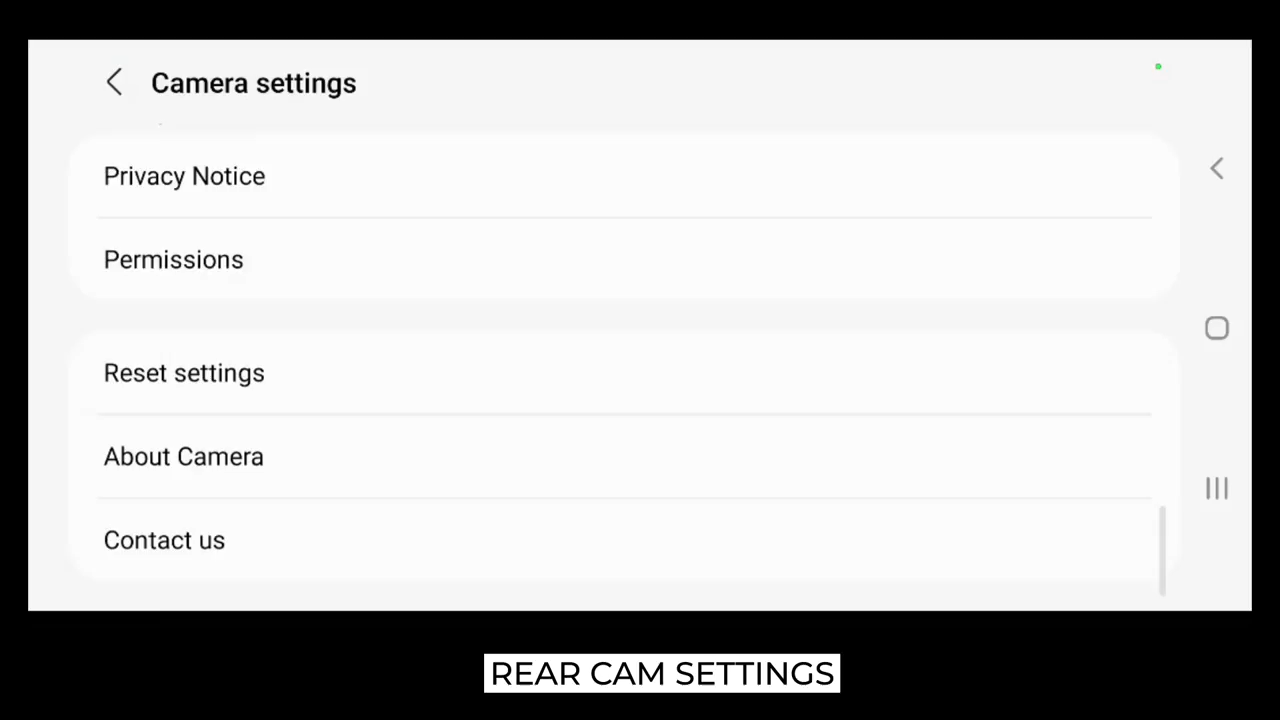 Camera settings
Privacy Notice
Permissions
Reset settings
About Camera
Contact us
REAR CAM SETTINGS